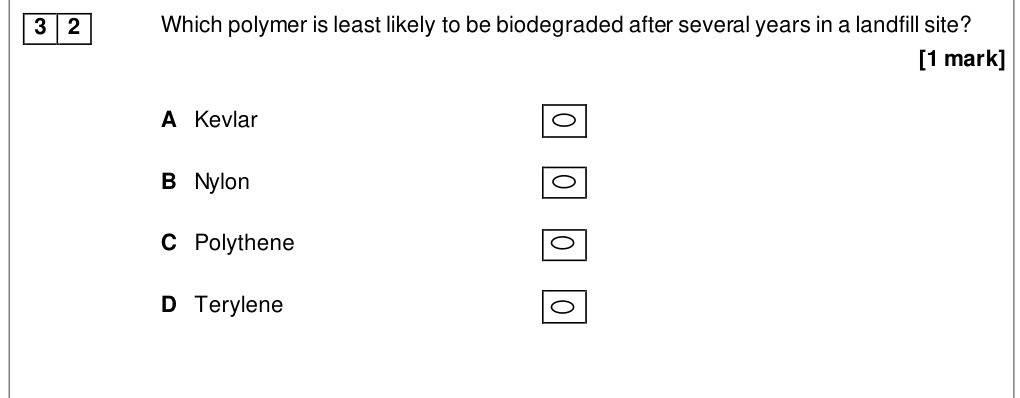 3 2 Which polymer is least likely to be biodegraded after several years in a landfill site?
[1 mark]
A Kevlar
B Nylon
C Polythene
D Terylene